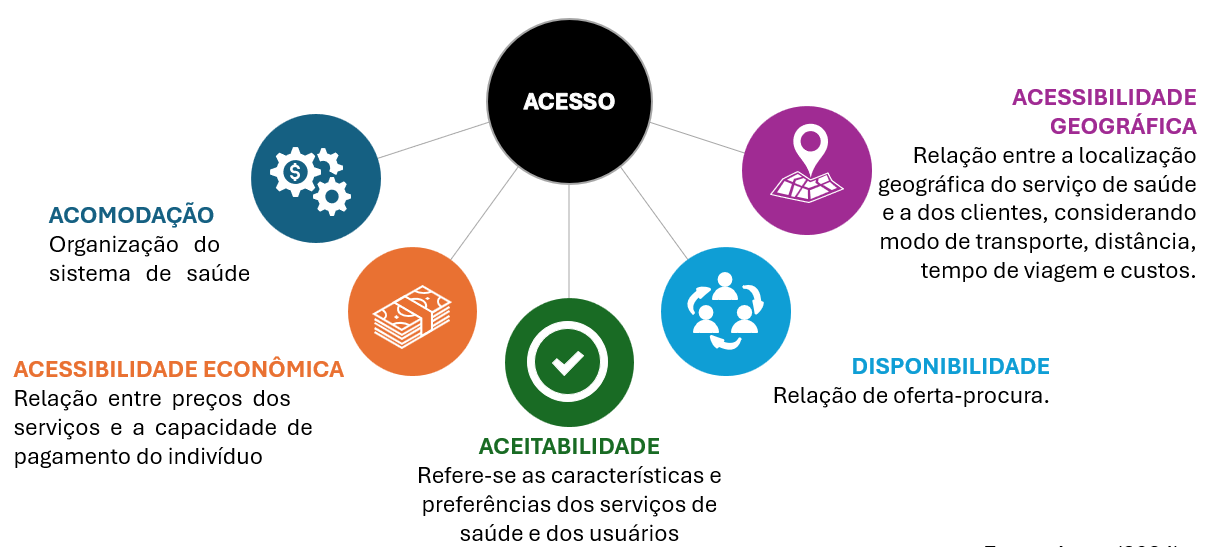 ACESSO
ACOMODAÇÃO
Organização do
sistema de saúde
ACESSIBILIDADE ECONÔMICA
Relação entre preços dos
serviços e a capacidade de
pagamento do indivíduo
ACEITABILIDADE
Refere-se as características e
preferências dos serviços de
saúde e dos usuários
DISPONIBILIDADE
Relação de oferta-procura.
ACESSIBILIDADE
GEOGRÁFICA
Relação entre a localização
geográfica do serviço de saúde
e a dos clientes, considerando
modo de transporte, distância,
tempo de viagem e custos.